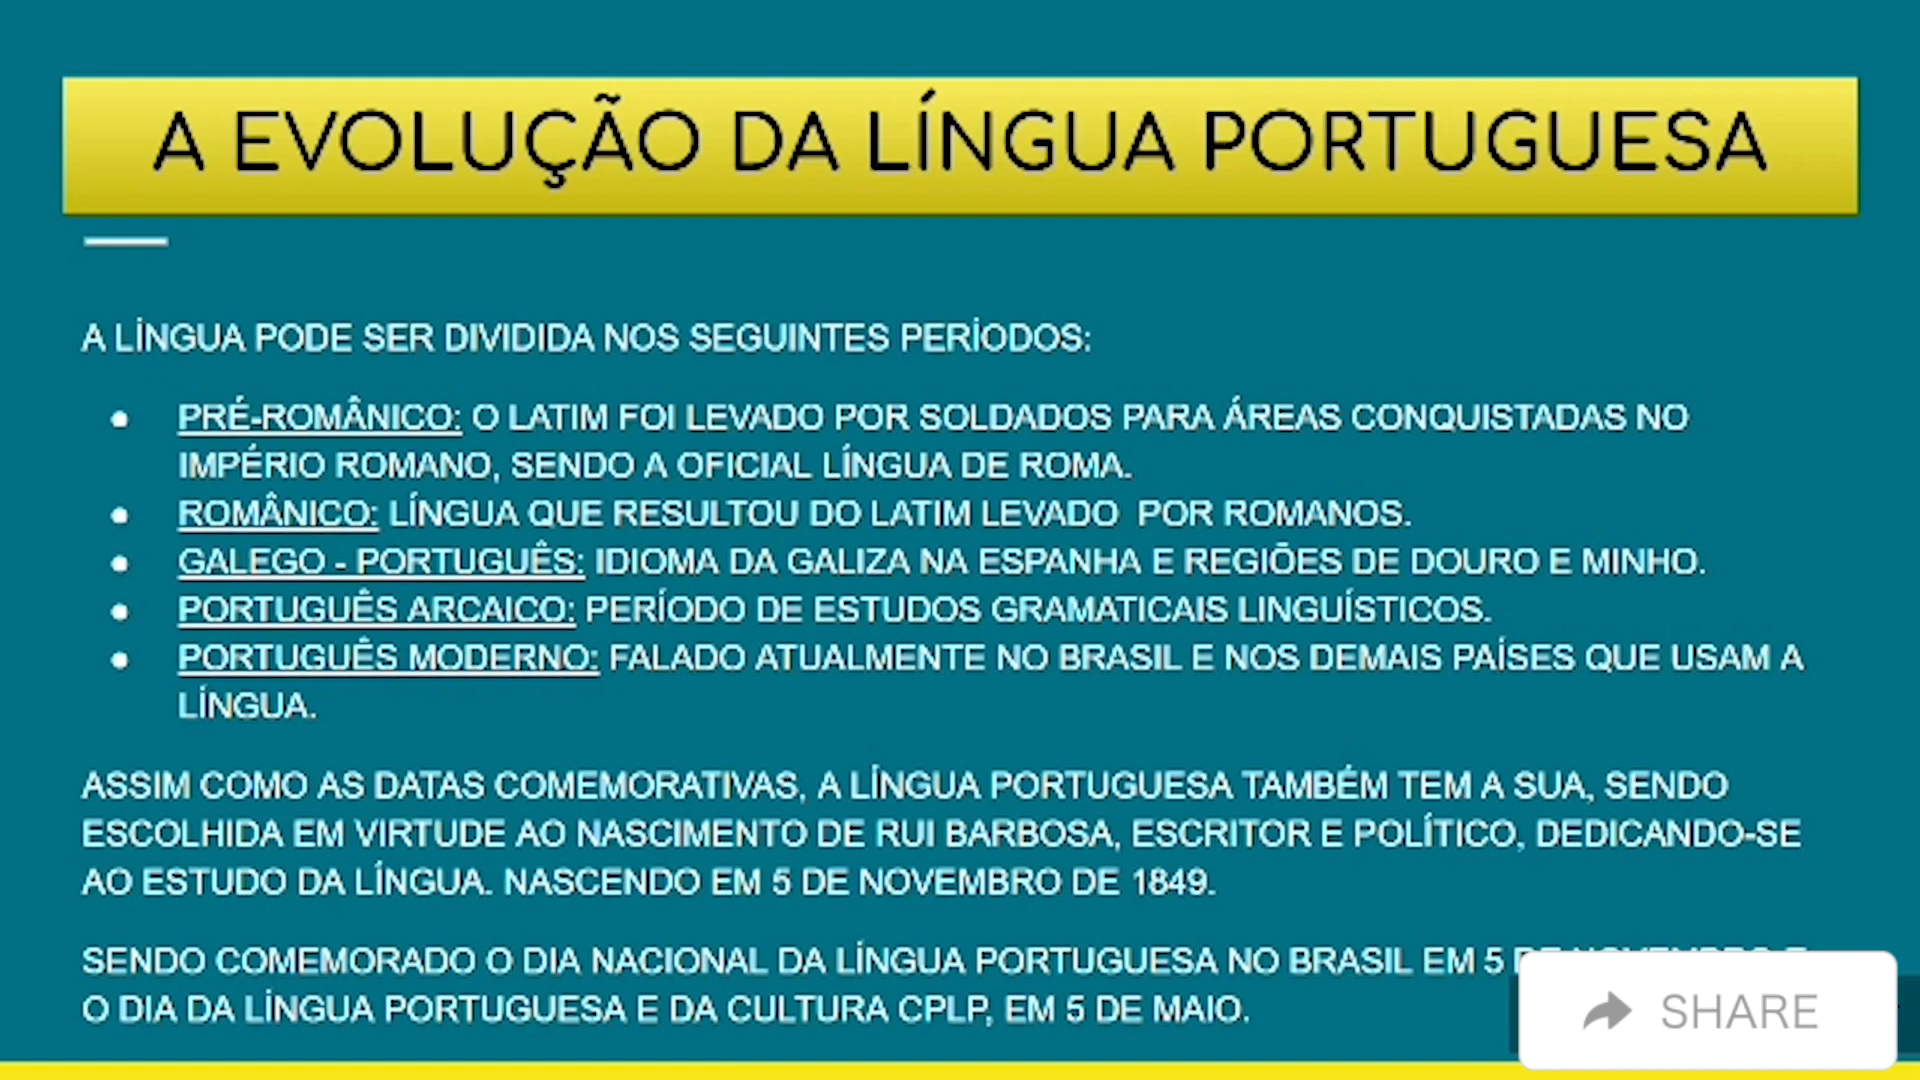 A EVOLUÇÃO DA LÍNGUA PORTUGUESA
A LÍNGUA PODE SER DIVIDIDA NOS SEGUINTES PERÍODOS:
PRÉ-ROMÂNICO: O LATIM FOI LEVADO POR SOLDADOS PARA ÁREAS CONQUISTADAS NO
IMPÉRIO ROMANO, SENDO A OFICIAL LÍNGUA DE ROMA.
ROMÂNICO: LÍNGUA QUE RESULTOU DO LATIM LEVADO POR ROMANOS.
GALEGO - PORTUGUÊS: IDIOMA DA GALIZA NA ESPANHA E REGIÕES DE DOURO E MINHO.
PORTUGUÊS ARCAICO: PERÍODO DE ESTUDOS GRAMATICAIS LINGUÍSTICOS.
PORTUGUÊS MODERNO: FALADO ATUALMENTE NO BRASIL E NOS DEMAIS PAÍSES QUE USAM A
LÍNGUA.
ASSIM COMO AS DATAS COMEMORATIVAS, A LÍNGUA PORTUGUESA TAMBÉM TEM A SUA, SENDO
ESCOLHIDA EM VIRTUDE AO NASCIMENTO DE RUI BARBOSA, ESCRITOR E POLÍTICO, DEDICANDO-SE
AO ESTUDO DA LÍNGUA. NASCENDO EM 5 DE NOVEMBRO DE 1849.
SENDO COMEMORADO O DIA NACIONAL DA LÍNGUA PORTUGUESA NO BRASIL EM 5
O DIA DA LÍNGUA PORTUGUESA E DA CULTURA CPLP, EM 5 DE MAIO.
SHARE